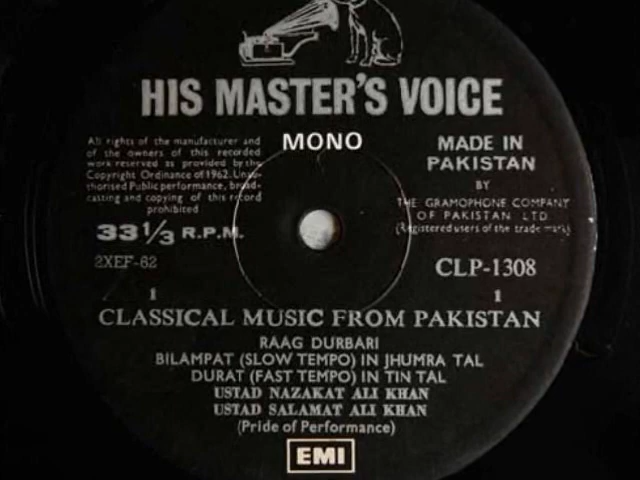 HIS MASTER'S VOICE
All rights of the manufacturer and
of the owners of this recorded
work reserved as provided by the
Copyright Ordinance of 1962. Unau-
thorised Public performance, broad-
casting and copying of this record
prohibited
MONO
MADE IN
PAKISTAN
BY
THE GRAMOPHONE COMPANY
OF PAKISTAN LTD
(Registered users of the trade mark)
33 1/3 R.P.M.
2XEF-62
CLP-1308
1 1
CLASSICAL MUSIC FROM PAKISTAN
RAAG DURBARI
BILAMPAT (SLOW TEMPO) IN JHUMRA TAL
DURAT (FAST TEMPO) IN TIN TAL
USTAD NAZAKAT ALI KHAN
USTAD SALAMAT ALI KHAN
(Pride of Performance)
EMI